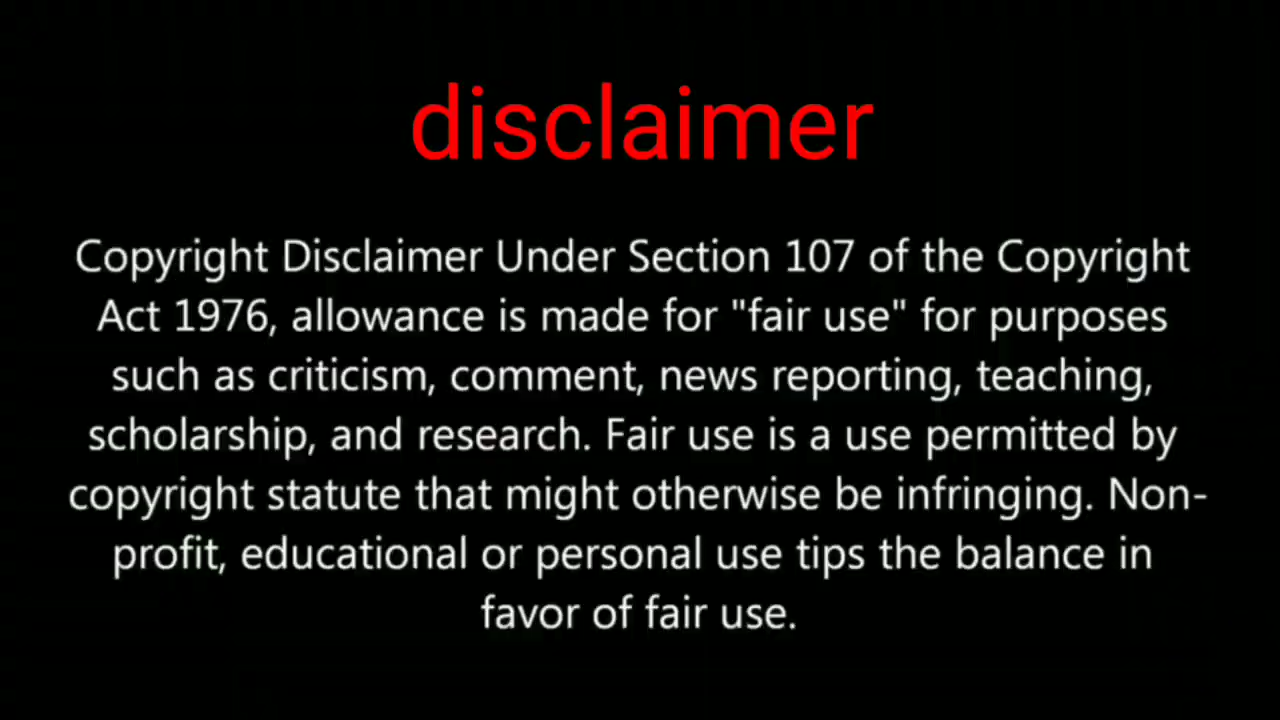 disclaimer
Copyright Disclaimer Under Section 107 of the Copyright
Act 1976, allowance is made for "fair use" for purposes
such as criticism, comment, news reporting, teaching,
scholarship, and research. Fair use is a use permitted by
copyright statute that might otherwise be infringing. Non-
profit, educational or personal use tips the balance in
favor of fair use.